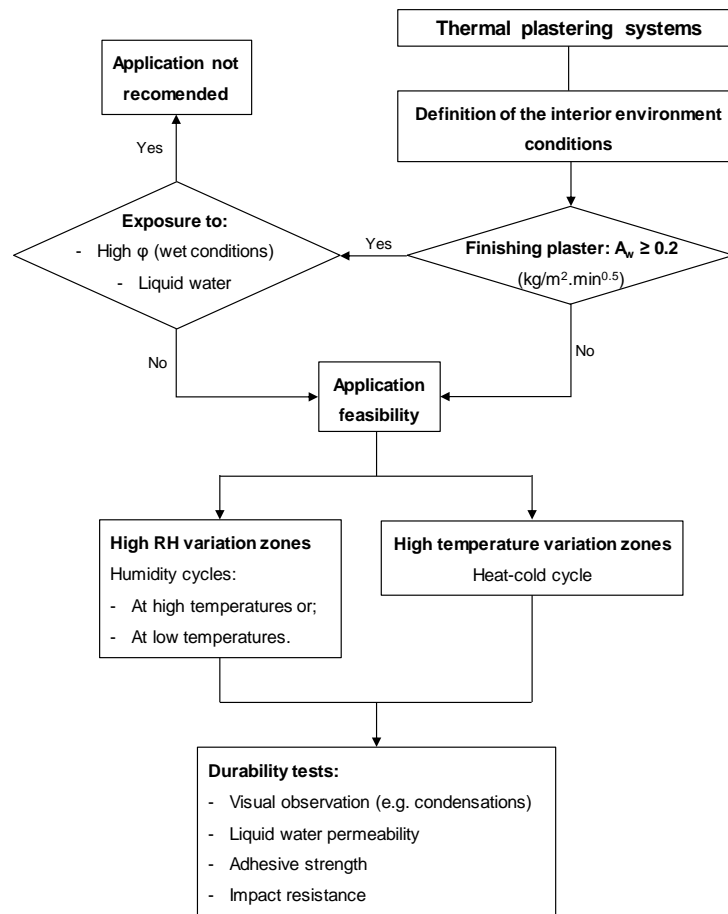 Thermal plastering systems
Definition of the interior environment
conditions
Finishing plaster: A_w ≥ 0.2
(kg/m².min⁰·⁵)
Yes
No
Exposure to:
- High φ (wet conditions)
- Liquid water
Yes
No
Application not
recomended
Application
feasibility
High RH variation zones
Humidity cycles:
- At high temperatures or;
- At low temperatures.
High temperature variation zones
Heat-cold cycle
Durability tests:
- Visual observation (e.g. condensations)
- Liquid water permeability
- Adhesive strength
- Impact resistance